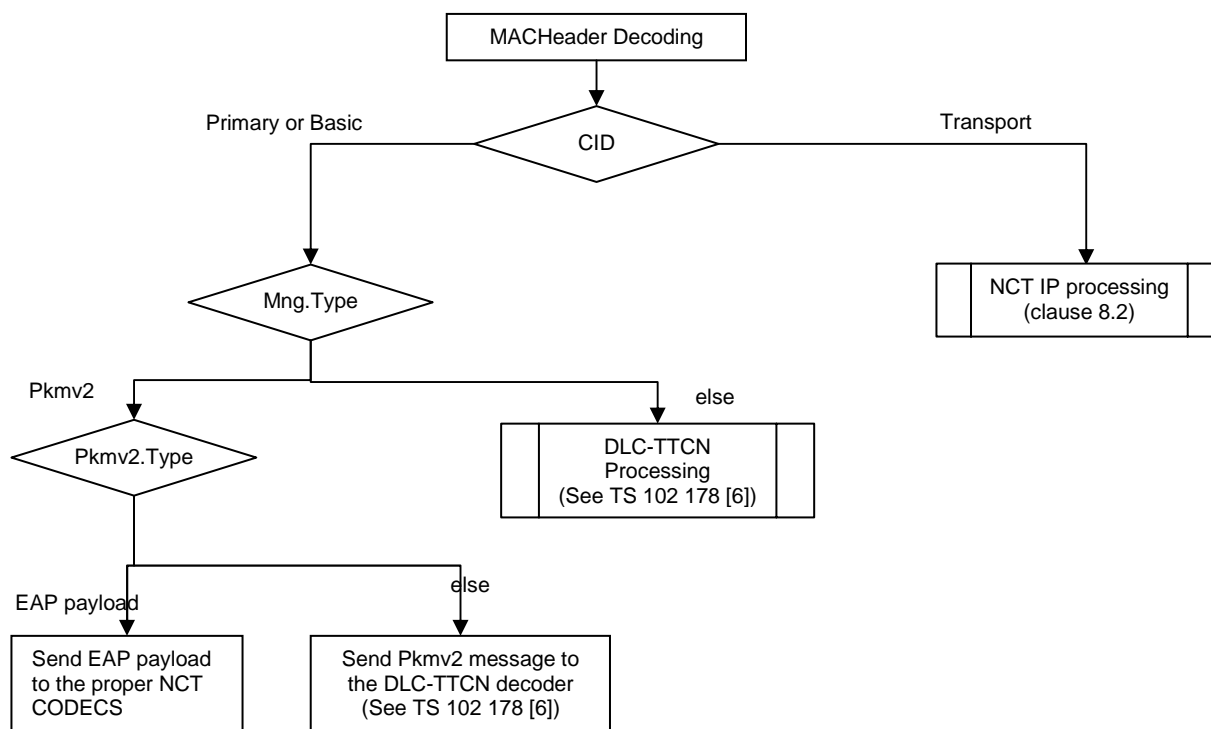 MACHeader Decoding
Primary or Basic
Transport
CID
Mng.Type
NCT IP processing
(clause 8.2)
Pkmv2
else
Pkmv2.Type
DLC-TTCN
Processing
(See TS 102 178 [6])
EAP payload
else
Send EAP payload
to the proper NCT
CODECS
Send Pkmv2 message to
the DLC-TTCN decoder
(See TS 102 178 [6])